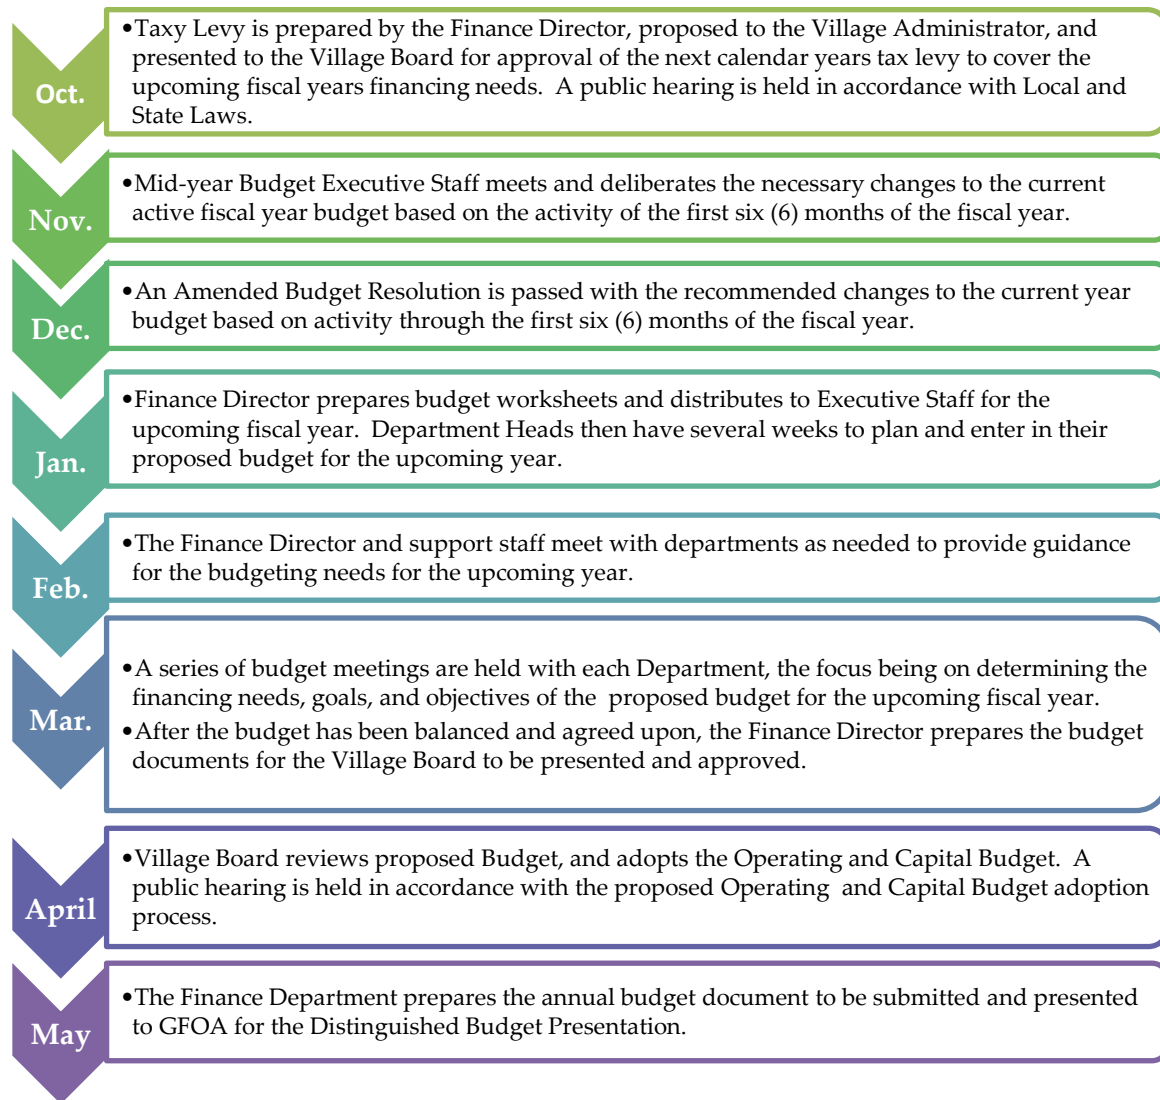 Oct.
•Taxy Levy is prepared by the Finance Director, proposed to the Village Administrator, and
presented to the Village Board for approval of the next calendar years tax levy to cover the
upcoming fiscal years financing needs.  A public hearing is held in accordance with Local and
State Laws.
Nov.
•Mid-year Budget Executive Staff meets and deliberates the necessary changes to the current
active fiscal year budget based on the activity of the first six (6) months of the fiscal year.
Dec.
•An Amended Budget Resolution is passed with the recommended changes to the current year
budget based on activity through the first six (6) months of the fiscal year.
Jan.
•Finance Director prepares budget worksheets and distributes to Executive Staff for the
upcoming fiscal year.  Department Heads then have several weeks to plan and enter in their
proposed budget for the upcoming year.
Feb.
•The Finance Director and support staff meet with departments as needed to provide guidance
for the budgeting needs for the upcoming year.
Mar.
•A series of budget meetings are held with each Department, the focus being on determining the
financing needs, goals, and objectives of the  proposed budget for the upcoming fiscal year.
•After the budget has been balanced and agreed upon, the Finance Director prepares the budget
documents for the Village Board to be presented and approved.
April
•Village Board reviews proposed Budget, and adopts the Operating and Capital Budget.  A
public hearing is held in accordance with the proposed Operating  and Capital Budget adoption
process.
May
•The Finance Department prepares the annual budget document to be submitted and presented
to GFOA for the Distinguished Budget Presentation.